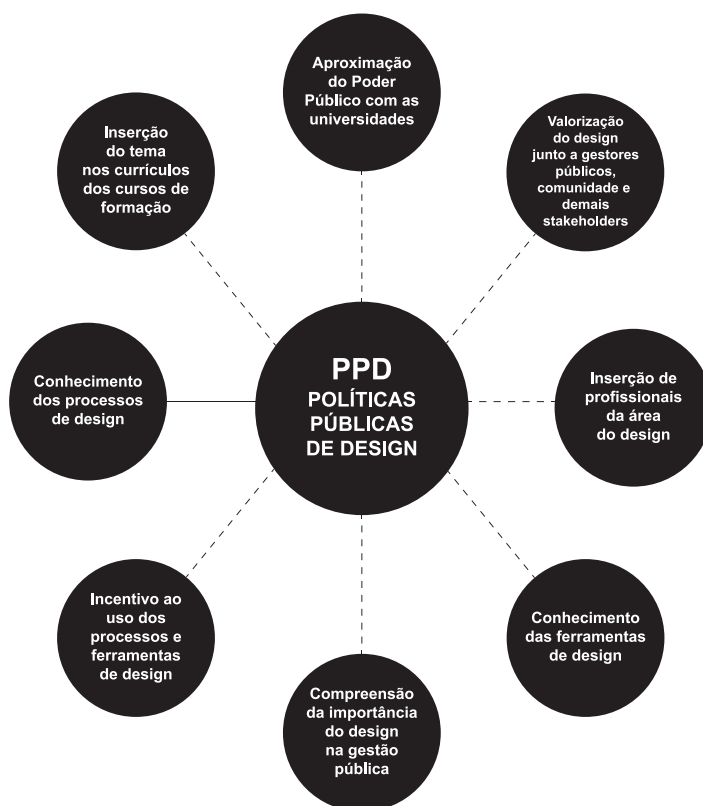 Aproximação
do Poder
Público com as
universidades
Valorização
do design
junto a gestores
públicos,
comunidade e
demais
stakeholders
Inserção de
profissionais
da área
do design
Conhecimento
das ferramentas
de design
Compreensão
da importância
do design
na gestão
pública
Incentivo ao
uso dos
processos e
ferramentas
de design
Conhecimento
dos processos
de design
Inserção
do tema
nos currículos
dos cursos de
formação
PPD
POLÍTICAS
PÚBLICAS
DE DESIGN